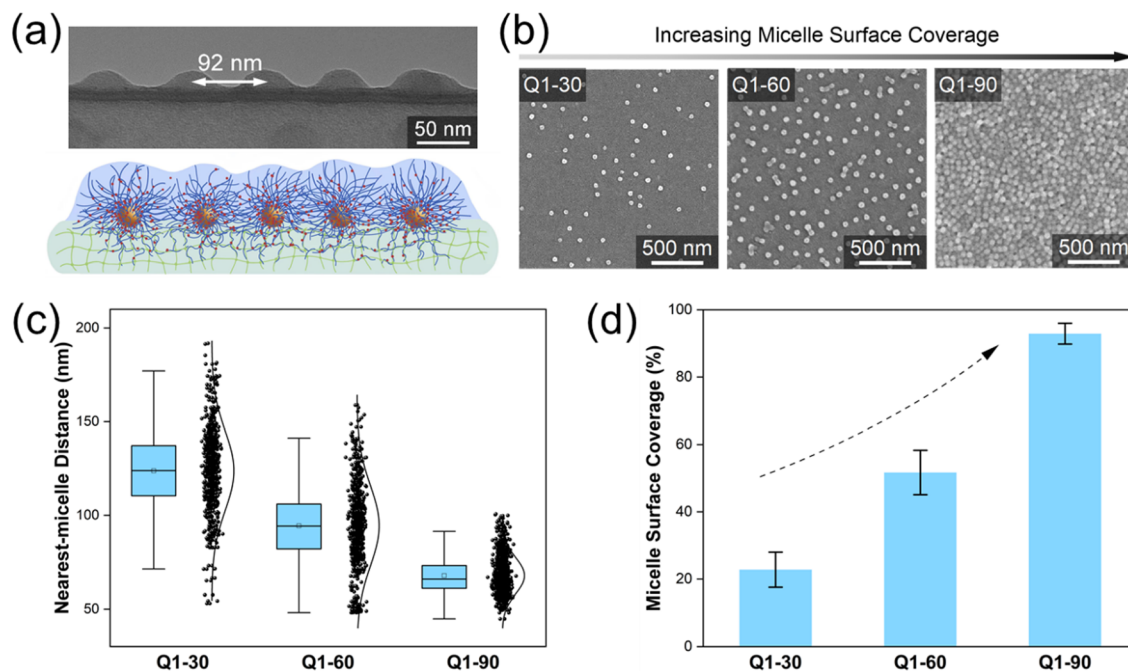 (a)
92 nm
50 nm
(b)
Increasing Micelle Surface Coverage
Q1-30
Q1-60
Q1-90
500 nm
500 nm
500 nm
(c)
Nearest-micelle Distance (nm)
200
150
100
50
Q1-30
Q1-60
Q1-90
(d)
Micelle Surface Coverage (%)
100
80
60
40
20
0
Q1-30
Q1-60
Q1-90